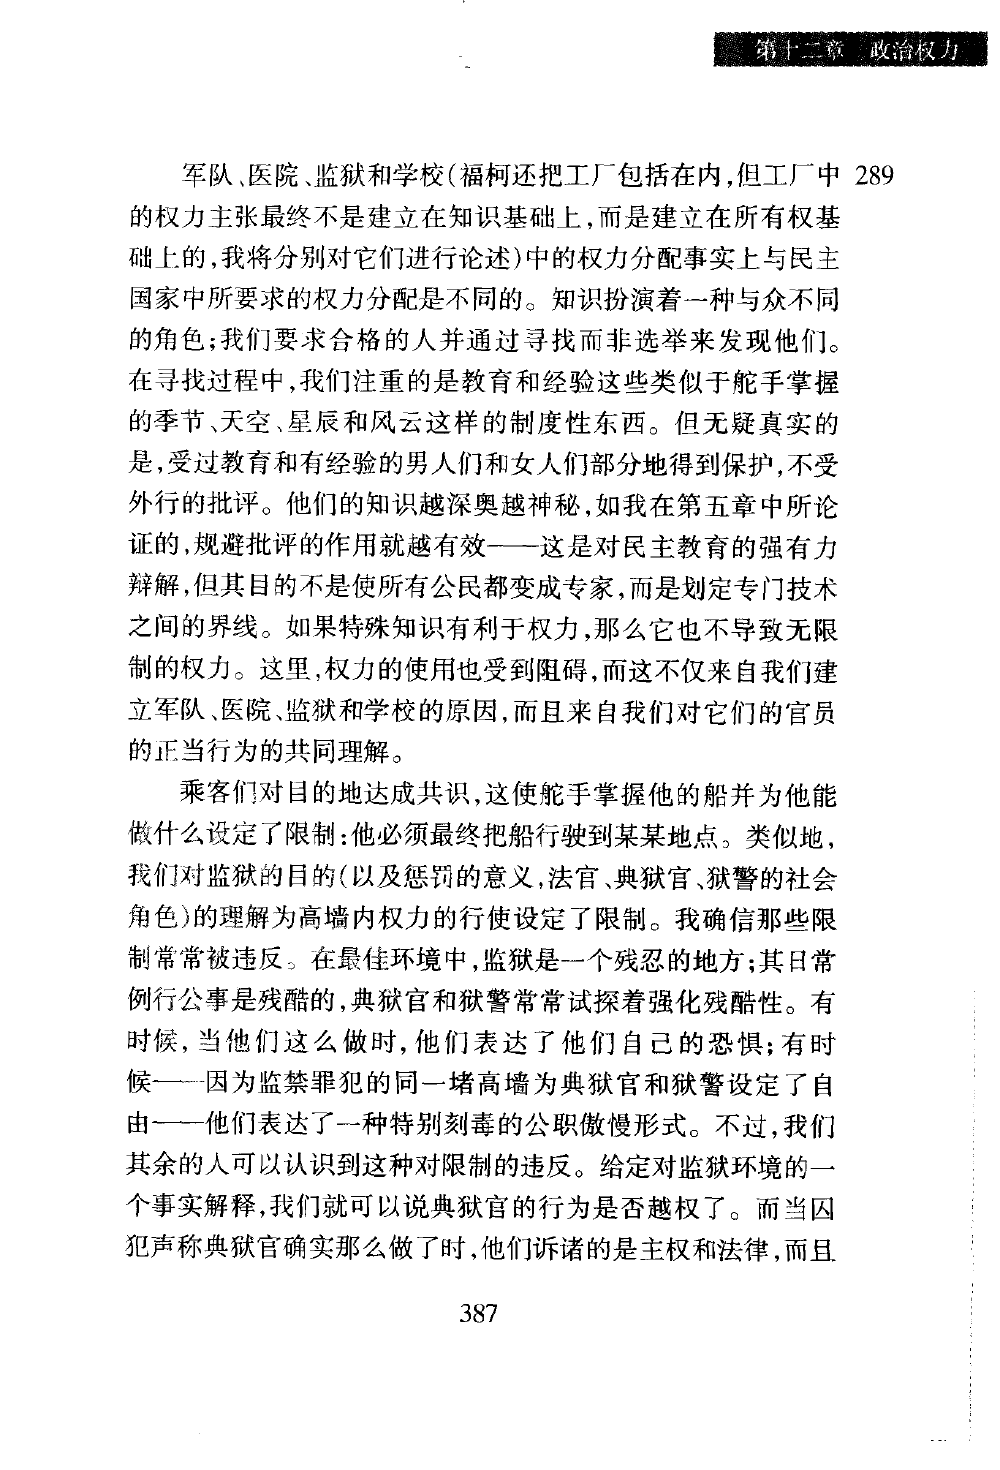 第十二章 政治权力
军队、医院、监狱和学校(福柯还把工厂包括在内,但工厂中 289
的权力主张最终不是建立在知识基础上,而是建立在所有权基
础上的,我将分别对它们进行论述)中的权力分配事实上与民主
国家中所要求的权力分配是不同的。知识扮演着一种与众不同
的角色;我们要求合格的人并通过寻找而非选举来发现他们。
在寻找过程中,我们注重的是教育和经验这些类似于舵手掌握
的季节、天空、星辰和风云这样的制度性东西。但无疑真实的
是,受过教育和有经验的男人们和女人们部分地得到保护,不受
外行的批评。他们的知识越深奥越神秘,如我在第五章中所论
证的,规避批评的作用就越有效——这是对民主教育的强有力
辩解,但其目的不是使所有公民都变成专家,而是划定专门技术
之间的界线。如果特殊知识有利于权力,那么它也不导致无限
制的权力。这里,权力的使用也受到阻碍,而这不仅来自我们建
立军队、医院、监狱和学校的原因,而且来自我们对它们的官员
的正当行为的共同理解。
乘客们对目的地达成共识,这使舵手掌握他的船并为他能
做什么设定了限制:他必须最终把船行驶到某某地点。类似地,
我们对监狱的目的(以及惩罚的意义,法官、典狱官、狱警的社会
角色)的理解为高墙内权力的行使设定了限制。我确信那些限
制常常被违反。在最佳环境中,监狱是一个残忍的地方;其日常
例行公事是残酷的,典狱官和狱警常常试探着强化残酷性。有
时候,当他们这么做时,他们表达了他们自己的恐惧;有时
候——因为监禁罪犯的同一堵高墙为典狱官和狱警设定了自
由——他们表达了一种特别刻毒的公职傲慢形式。不过,我们
其余的人可以认识到这种对限制的违反。给定对监狱环境的一
个事实解释,我们就可以说典狱官的行为是否越权了。而当囚
犯声称典狱官确实那么做了时,他们诉诸的是主权和法律,而且
387